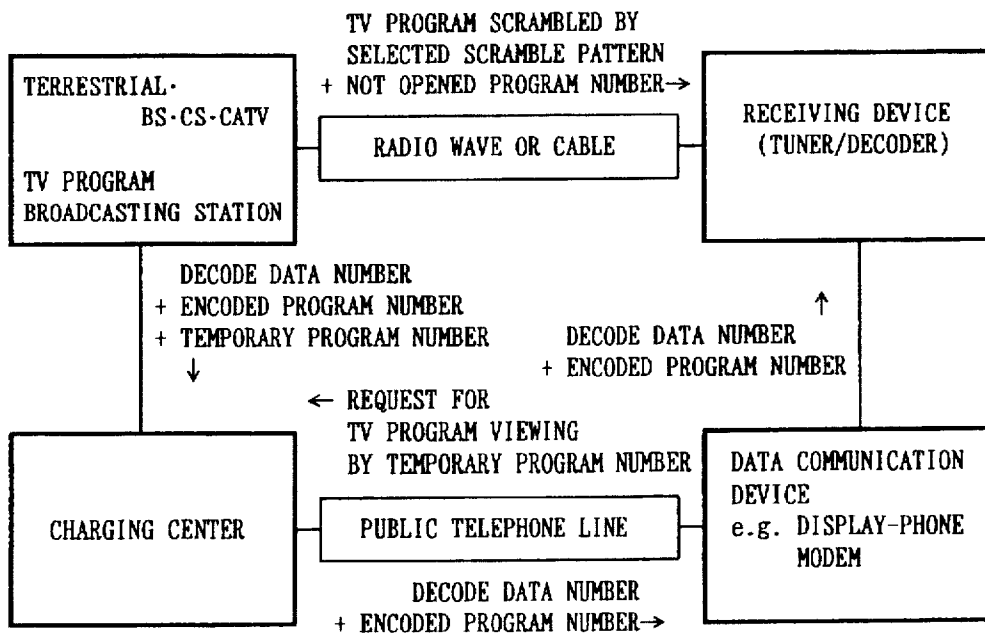 TV PROGRAM SCRAMBLED BY
SELECTED SCRAMBLE PATTERN
+ NOT OPENED PROGRAM NUMBER→
TERRESTRIAL·
BS·CS·CATV
TV PROGRAM
BROADCASTING STATION
RADIO WAVE OR CABLE
RECEIVING DEVICE
(TUNER/DECODER)
DECODE DATA NUMBER
+ ENCODED PROGRAM NUMBER
+ TEMPORARY PROGRAM NUMBER
↓
↑
DECODE DATA NUMBER
+ ENCODED PROGRAM NUMBER
← REQUEST FOR
TV PROGRAM VIEWING
BY TEMPORARY PROGRAM NUMBER
CHARGING CENTER
PUBLIC TELEPHONE LINE
DATA COMMUNICATION
DEVICE
e.g. DISPLAY-PHONE
MODEM
DECODE DATA NUMBER
+ ENCODED PROGRAM NUMBER→